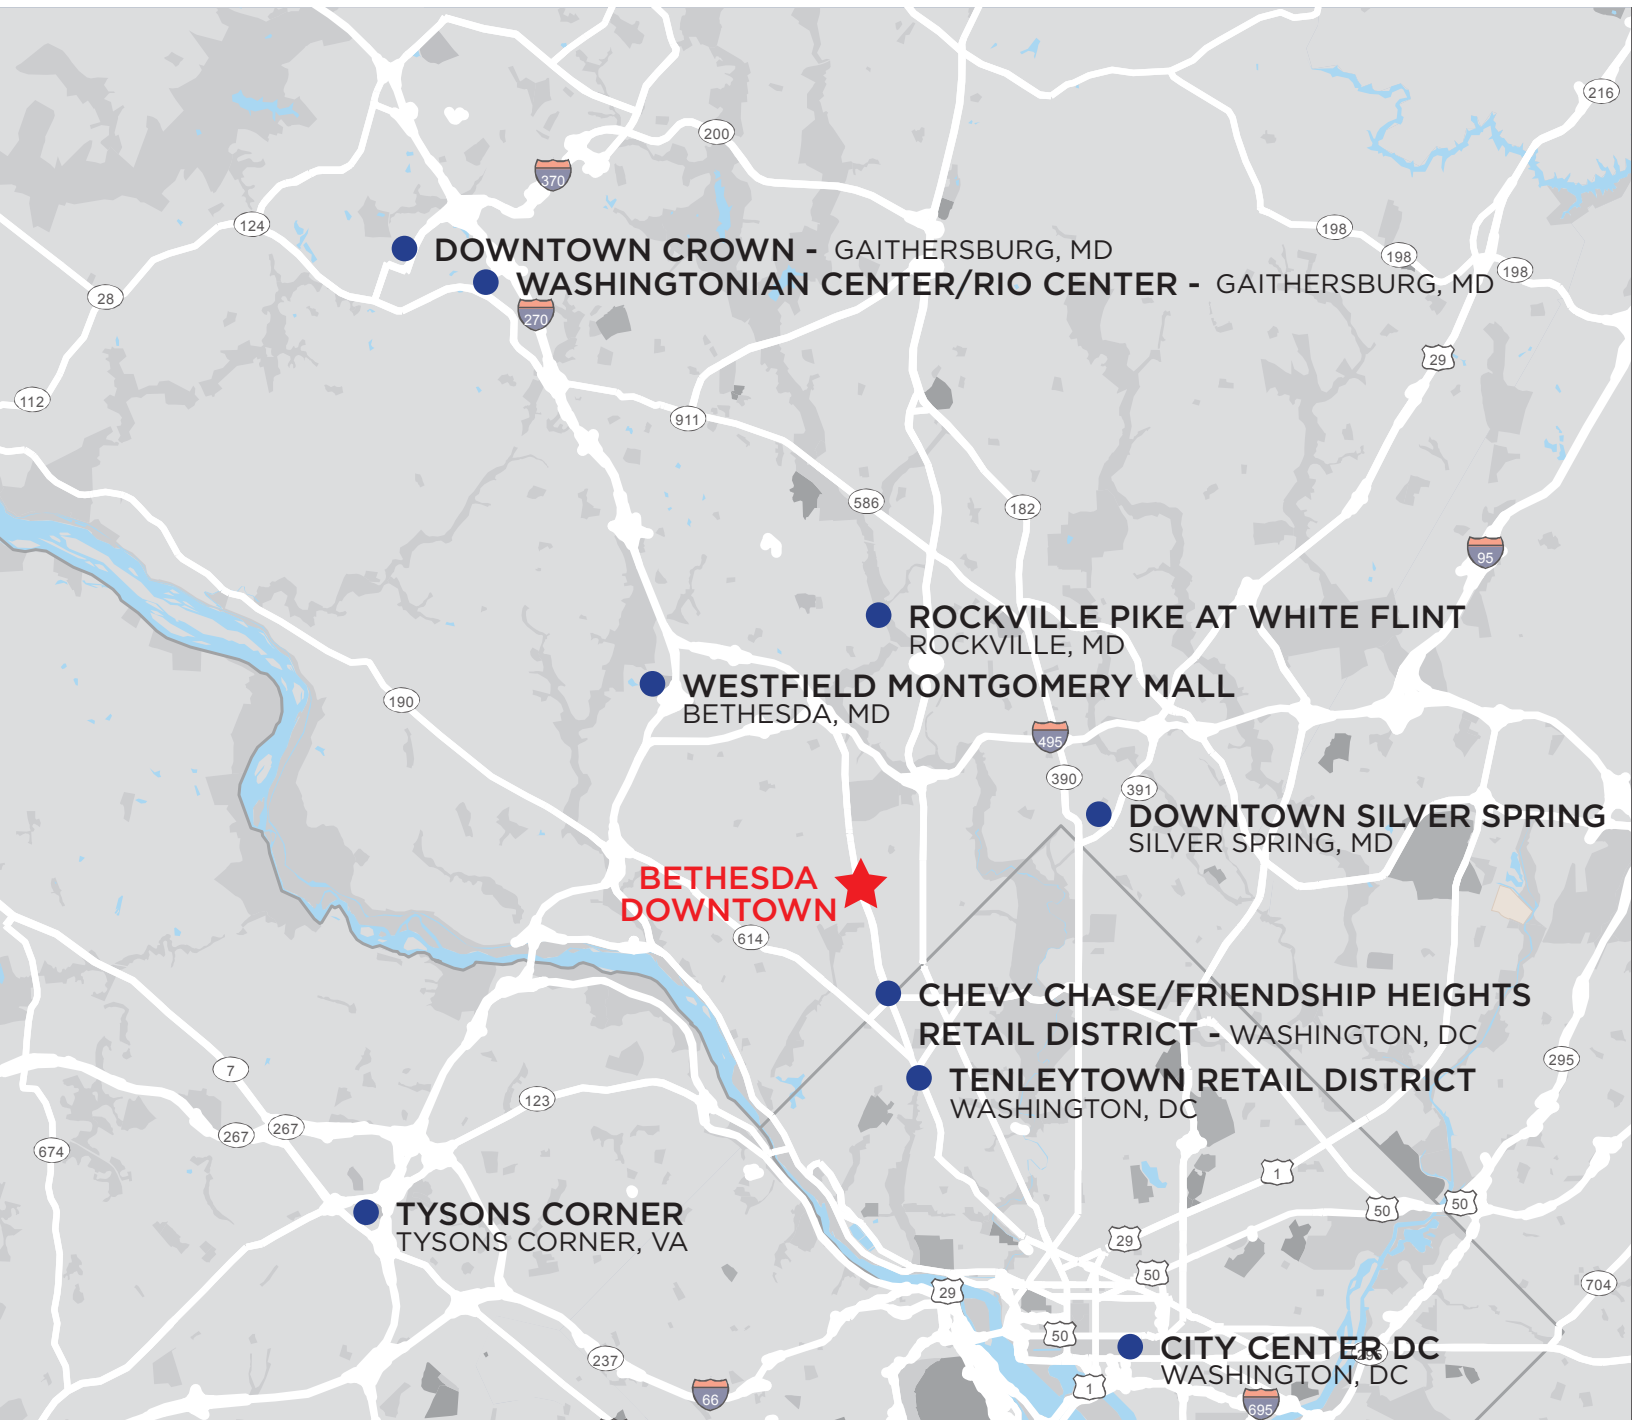 216
200
370
124
198
DOWNTOWN CROWN - GAITHERSBURG, MD
198
198
WASHINGTONIAN CENTER/RIO CENTER - GAITHERSBURG, MD
28
270
29
112
911
586
182
95
ROCKVILLE PIKE AT WHITE FLINT
ROCKVILLE, MD
WESTFIELD MONTGOMERY MALL
BETHESDA, MD
190
495
390
391
DOWNTOWN SILVER SPRING
SILVER SPRING, MD
BETHESDA
DOWNTOWN
614
CHEVY CHASE/FRIENDSHIP HEIGHTS
RETAIL DISTRICT - WASHINGTON, DC
295
7
TENLEYTOWN RETAIL DISTRICT
WASHINGTON, DC
123
267
267
674
1
50
50
TYSONS CORNER
TYSONS CORNER, VA
29
50
704
29
50
CITY CENTER DC
295
WASHINGTON, DC
237
66
1
695